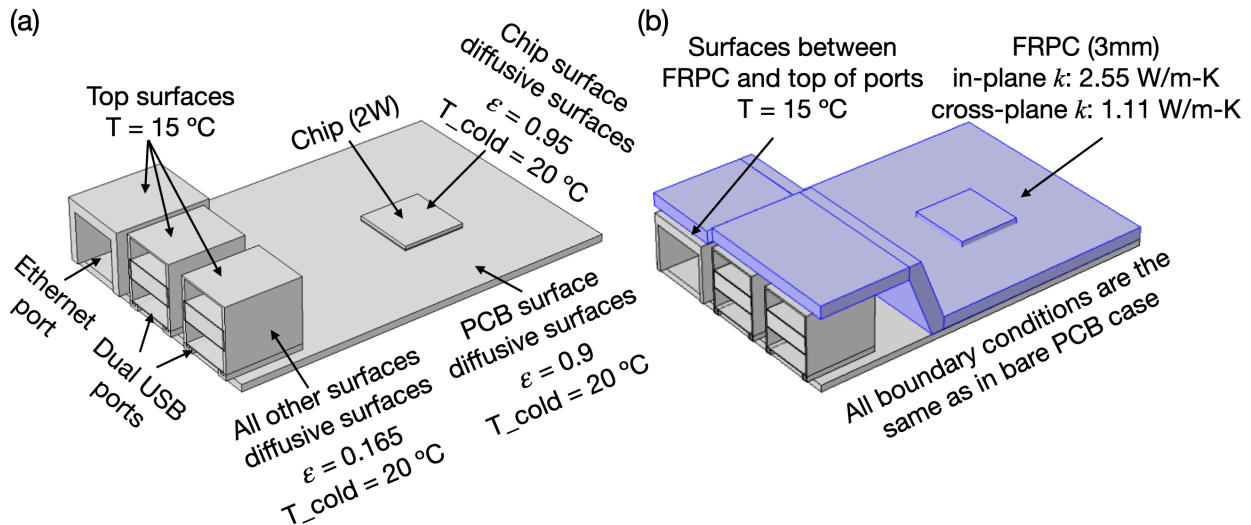 (a)
Top surfaces
T = 15 ºC
Chip (2W)
Chip surface
diffusive surfaces
ε = 0.95
T_cold = 20 ºC
Ethernet
port
Dual USB
ports
All other surfaces
diffusive surfaces
ε = 0.165
T_cold = 20 ºC
PCB surface
diffusive surfaces
ε = 0.9
T_cold = 20 ºC
(b)
Surfaces between
FRPC and top of ports
T = 15 ºC
FRPC (3mm)
in-plane k: 2.55 W/m-K
cross-plane k: 1.11 W/m-K
All boundary conditions are the
same as in bare PCB case